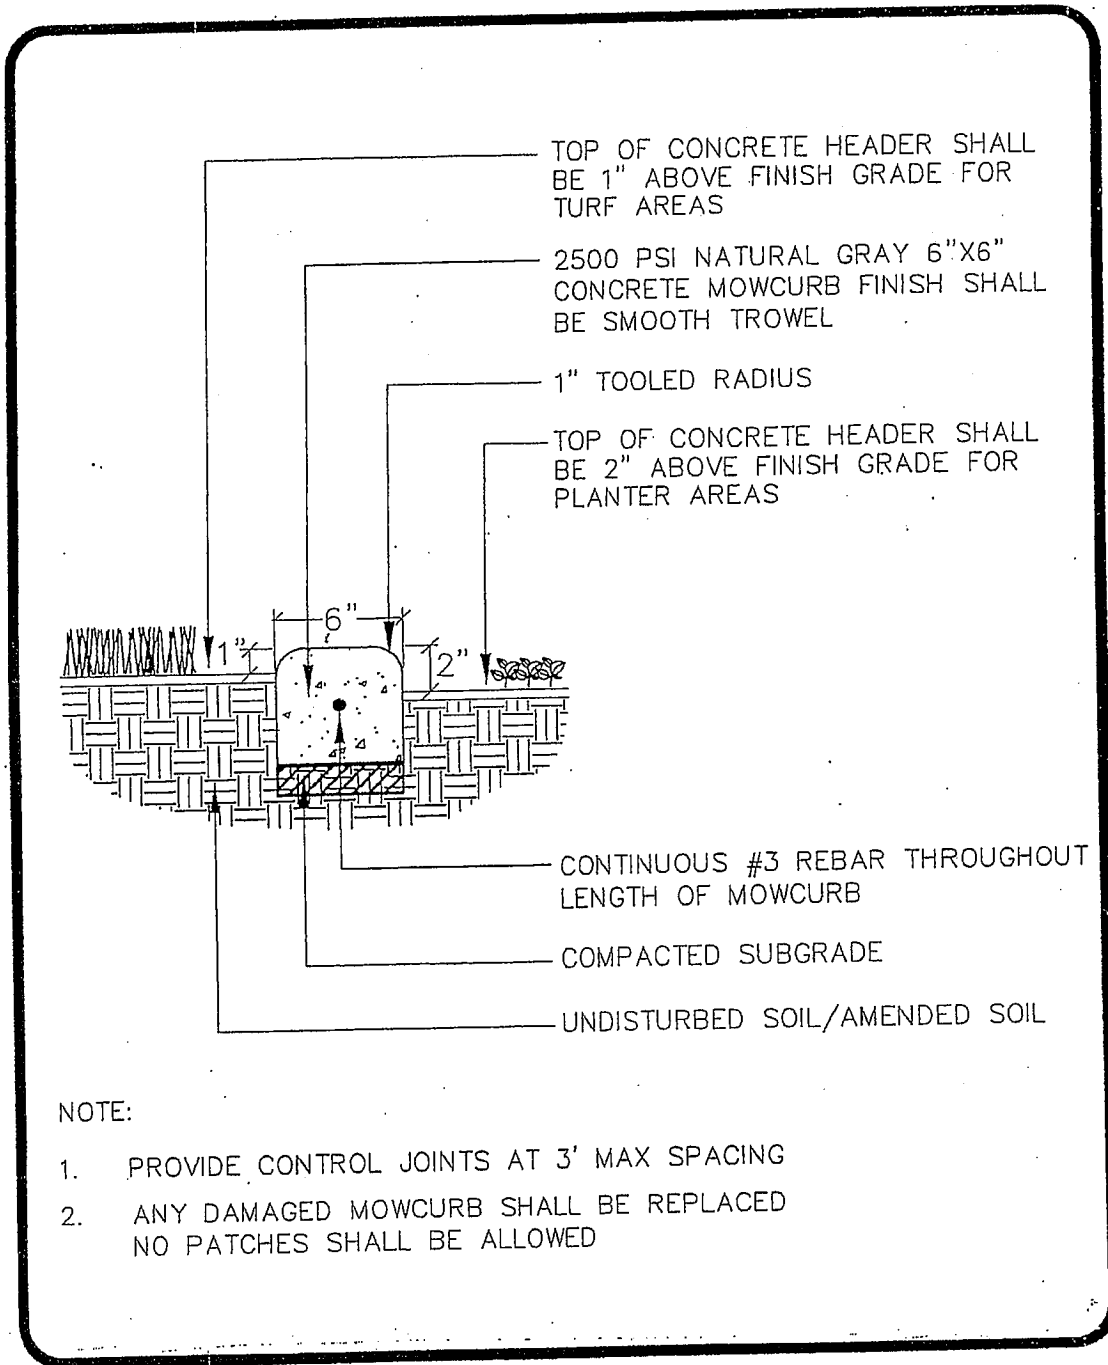 TOP OF CONCRETE HEADER SHALL
BE 1" ABOVE FINISH GRADE FOR
TURF AREAS
2500 PSI NATURAL GRAY 6"X6"
CONCRETE MOWCURB FINISH SHALL
BE SMOOTH TROWEL
1" TOOLED RADIUS
TOP OF CONCRETE HEADER SHALL
BE 2" ABOVE FINISH GRADE FOR
PLANTER AREAS
6"
1"
2"
CONTINUOUS #3 REBAR THROUGHOUT
LENGTH OF MOWCURB
COMPACTED SUBGRADE
UNDISTURBED SOIL/AMENDED SOIL
NOTE:
1. PROVIDE CONTROL JOINTS AT 3' MAX SPACING
2. ANY DAMAGED MOWCURB SHALL BE REPLACED
NO PATCHES SHALL BE ALLOWED